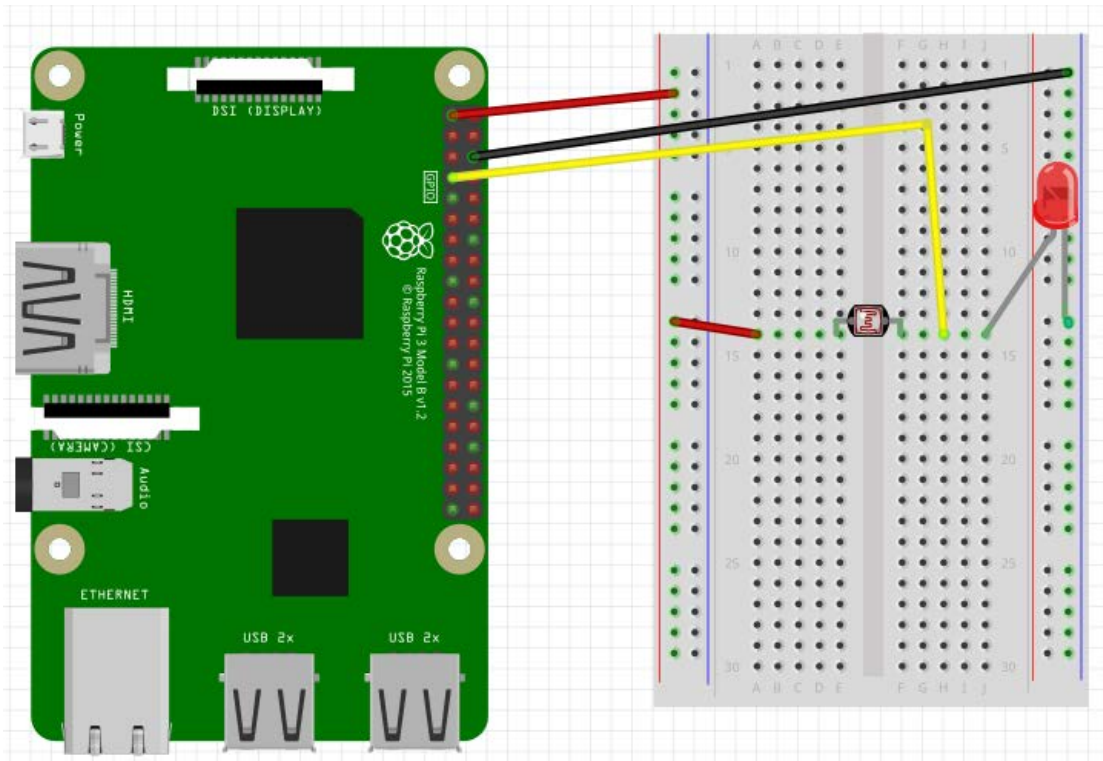 DSI (DISPLAY)
Power
GPIO
HDMI
Raspberry Pi 3 Model B v1.2
© Raspberry Pi 2015
CSI (CAMERA)
Audio
ETHERNET
USB 2x
USB 2x
A B C D E
F G H I J
1
1
5
5
10
10
15
15
20
20
25
25
30
30
A B C D E
F G H I J